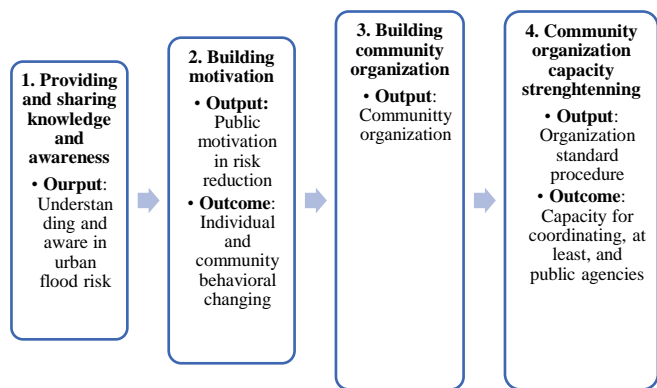 1. Providing
and sharing
knowledge
and
awareness
• Ourput:
Understan
ding and
aware in
urban
flood risk
2. Building
motivation
• Output:
Public
motivation
in risk
reduction
• Outcome:
Individual
and
community
behavioral
changing
3. Building
community
organization
• Output:
Communitty
organization
4. Community
organization
capacity
strenghtenning
• Output:
Organization
standard
procedure
• Outcome:
Capacity for
coordinating, at
least, and
public agencies